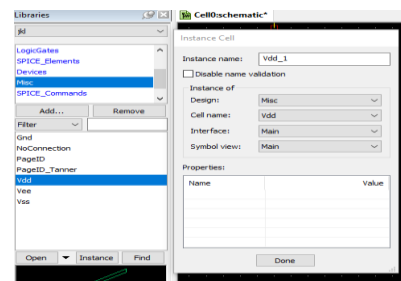 Libraries
jkl
LogicGates
SPICE_Elements
Devices
Misc
SPICE_Commands
Add...
Remove
Filter
Gnd
NoConnection
PageID
PageID_Tanner
Vdd
Vee
Vss
Open
Instance
Find
Cell0:schematic*
Instance Cell
Instance name: Vdd_1
Disable name validation
Instance of
Design: Misc
Cell name: Vdd
Interface: Main
Symbol view: Main
Properties:
Name Value
Done